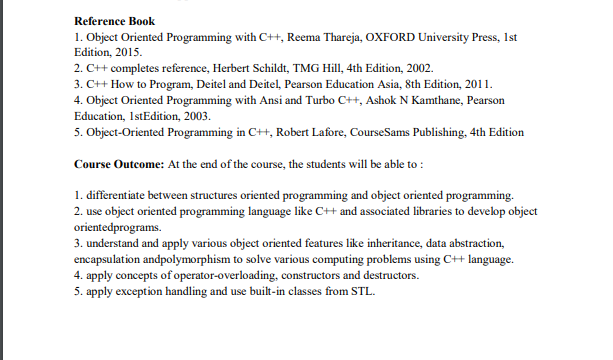 Reference Book
1. Object Oriented Programming with C++, Reema Thareja, OXFORD University Press, 1st
Edition, 2015.
2. C++ completes reference, Herbert Schildt, TMG Hill, 4th Edition, 2002.
3. C++ How to Program, Deitel and Deitel, Pearson Education Asia, 8th Edition, 2011.
4. Object Oriented Programming with Ansi and Turbo C++, Ashok N Kamthane, Pearson
Education, 1stEdition, 2003.
5. Object-Oriented Programming in C++, Robert Lafore, CourseSams Publishing, 4th Edition
Course Outcome: At the end of the course, the students will be able to :
1. differentiate between structures oriented programming and object oriented programming.
2. use object oriented programming language like C++ and associated libraries to develop object
orientedprograms.
3. understand and apply various object oriented features like inheritance, data abstraction,
encapsulation andpolymorphism to solve various computing problems using C++ language.
4. apply concepts of operator-overloading, constructors and destructors.
5. apply exception handling and use built-in classes from STL.